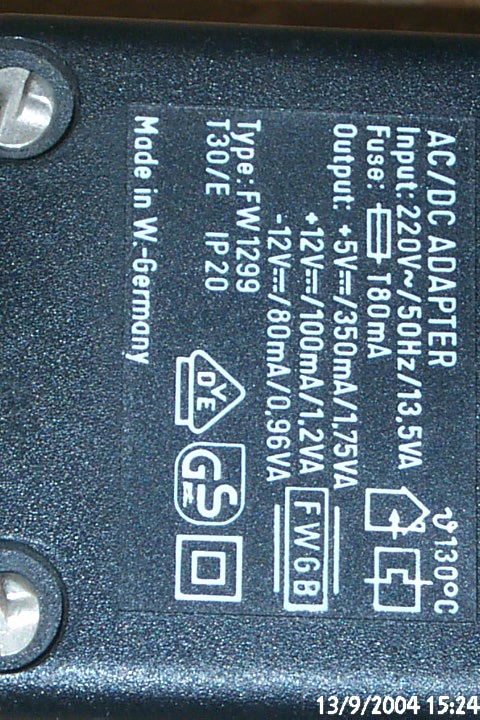 AC/DC ADAPTER
Input: 220V~/50Hz/13.5VA
Fuse: T80mA
ϑ130°C
Output: +5V⎓/350mA/1.75VA
+12V⎓/100mA/1.2VA
-12V⎓/80mA/0.96VA
FWGB
Type: FW1299
T30/E IP20
VDE
GS
Made in W.-Germany
13/9/2004 15:24